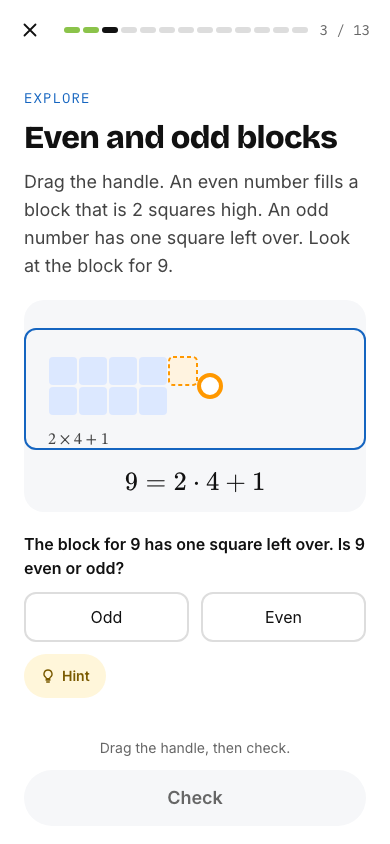 3 / 13
EXPLORE
Even and odd blocks
Drag the handle. An even number fills a
block that is 2 squares high. An odd
number has one square left over. Look
at the block for 9.
2 × 4 + 1
9 = 2 · 4 + 1
The block for 9 has one square left over. Is 9
even or odd?
Odd
Even
Hint
Drag the handle, then check.
Check